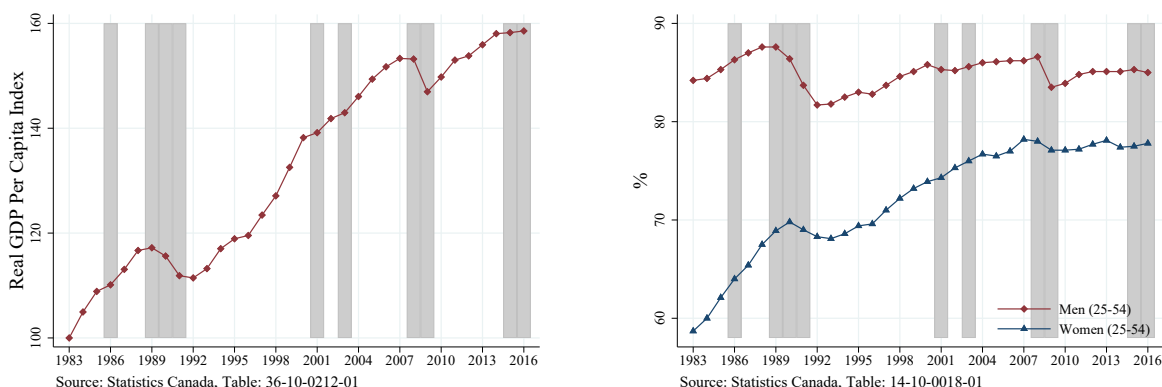 Real GDP Per Capita Index
160
140
120
100
1983 1986 1989 1992 1995 1998 2001 2004 2007 2010 2013 2016
Source: Statistics Canada, Table: 36-10-0212-01
%
90
80
70
60
Men (25-54)
Women (25-54)
1983 1986 1989 1992 1995 1998 2001 2004 2007 2010 2013 2016
Source: Statistics Canada, Table: 14-10-0018-01